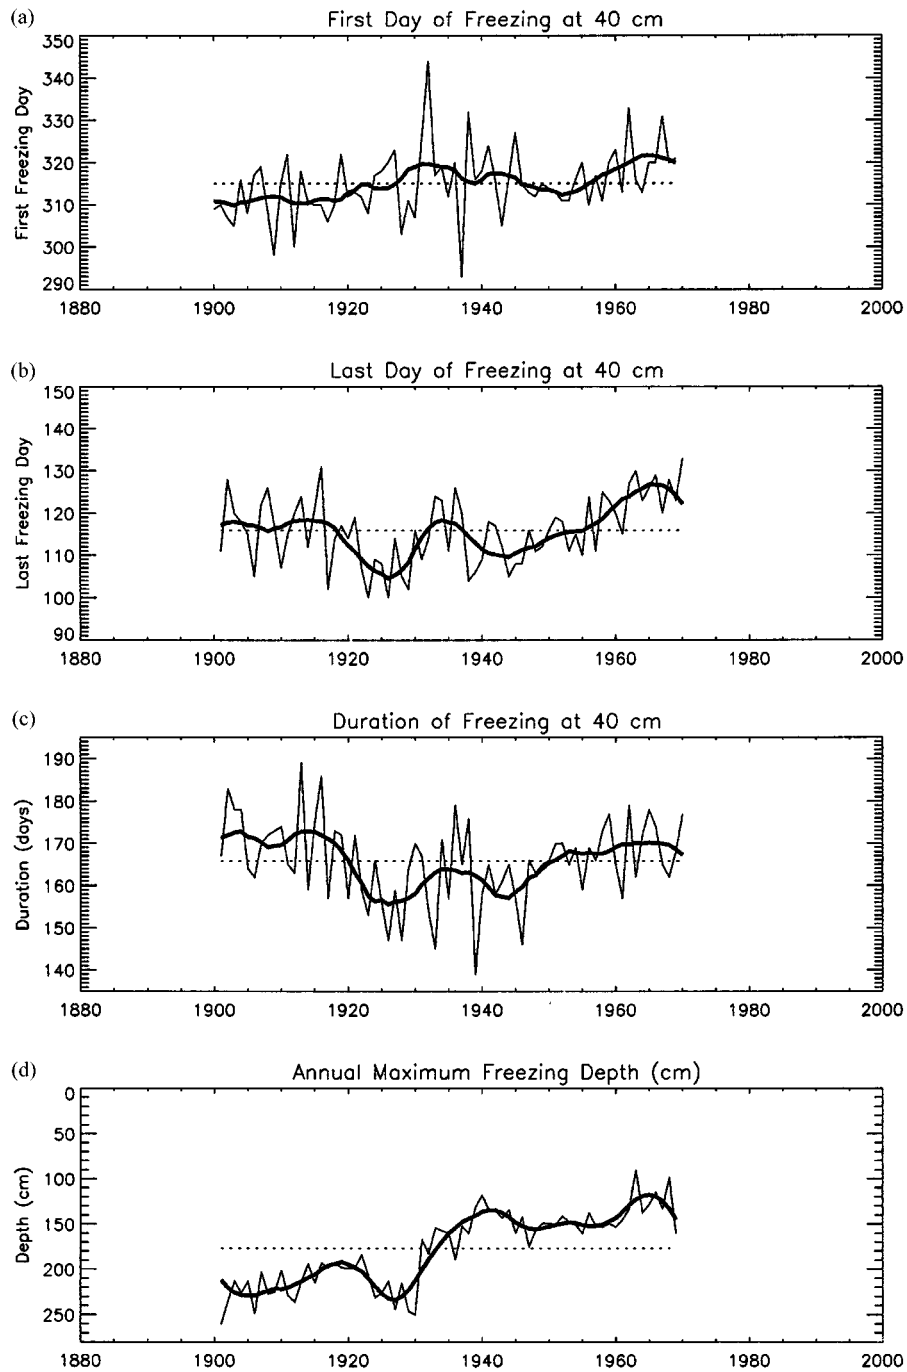 (a)
First Day of Freezing at 40 cm
First Freezing Day
350
340
330
320
310
300
290
1880 1900 1920 1940 1960 1980 2000
(b)
Last Day of Freezing at 40 cm
Last Freezing Day
150
140
130
120
110
100
90
1880 1900 1920 1940 1960 1980 2000
(c)
Duration of Freezing at 40 cm
Duration (days)
190
180
170
160
150
140
1880 1900 1920 1940 1960 1980 2000
(d)
Annual Maximum Freezing Depth (cm)
Depth (cm)
0
50
100
150
200
250
1880 1900 1920 1940 1960 1980 2000